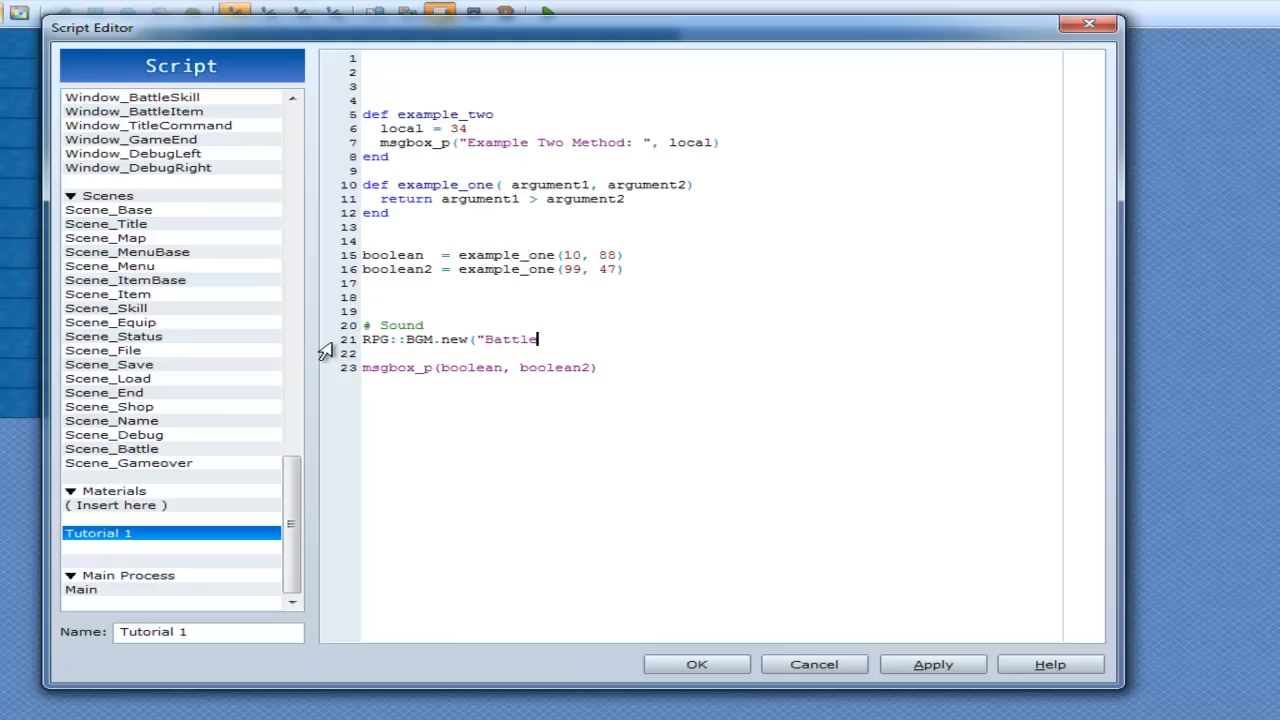 Script Editor
Script
Window_BattleSkill
Window_BattleItem
Window_TitleCommand
Window_GameEnd
Window_DebugLeft
Window_DebugRight
▼ Scenes
Scene_Base
Scene_Title
Scene_Map
Scene_MenuBase
Scene_Menu
Scene_ItemBase
Scene_Item
Scene_Skill
Scene_Equip
Scene_Status
Scene_File
Scene_Save
Scene_Load
Scene_End
Scene_Shop
Scene_Name
Scene_Debug
Scene_Battle
Scene_Gameover
▼ Materials
( Insert here )
Tutorial 1
▼ Main Process
Main
Name: Tutorial 1
1
2
3
4
5 def example_two
6 local = 34
7 msgbox_p("Example Two Method: ", local)
8 end
9
10 def example_one( argument1, argument2)
11 return argument1 > argument2
12 end
13
14
15 boolean = example_one(10, 88)
16 boolean2 = example_one(99, 47)
17
18
19
20 # Sound
21 RPG::BGM.new("Battle
22
23 msgbox_p(boolean, boolean2)
OK Cancel Apply Help